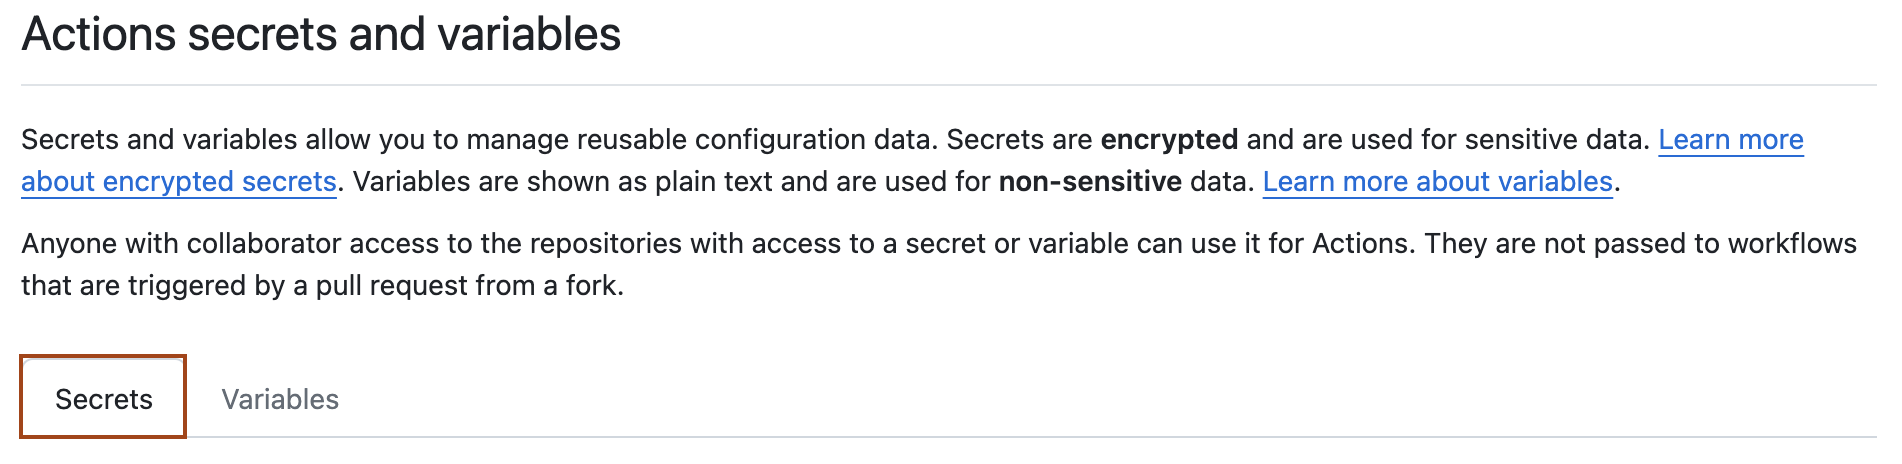 Actions secrets and variables
Secrets and variables allow you to manage reusable configuration data. Secrets are encrypted and are used for sensitive data. Learn more
about encrypted secrets. Variables are shown as plain text and are used for non-sensitive data. Learn more about variables.
Anyone with collaborator access to the repositories with access to a secret or variable can use it for Actions. They are not passed to workflows
that are triggered by a pull request from a fork.
Secrets Variables